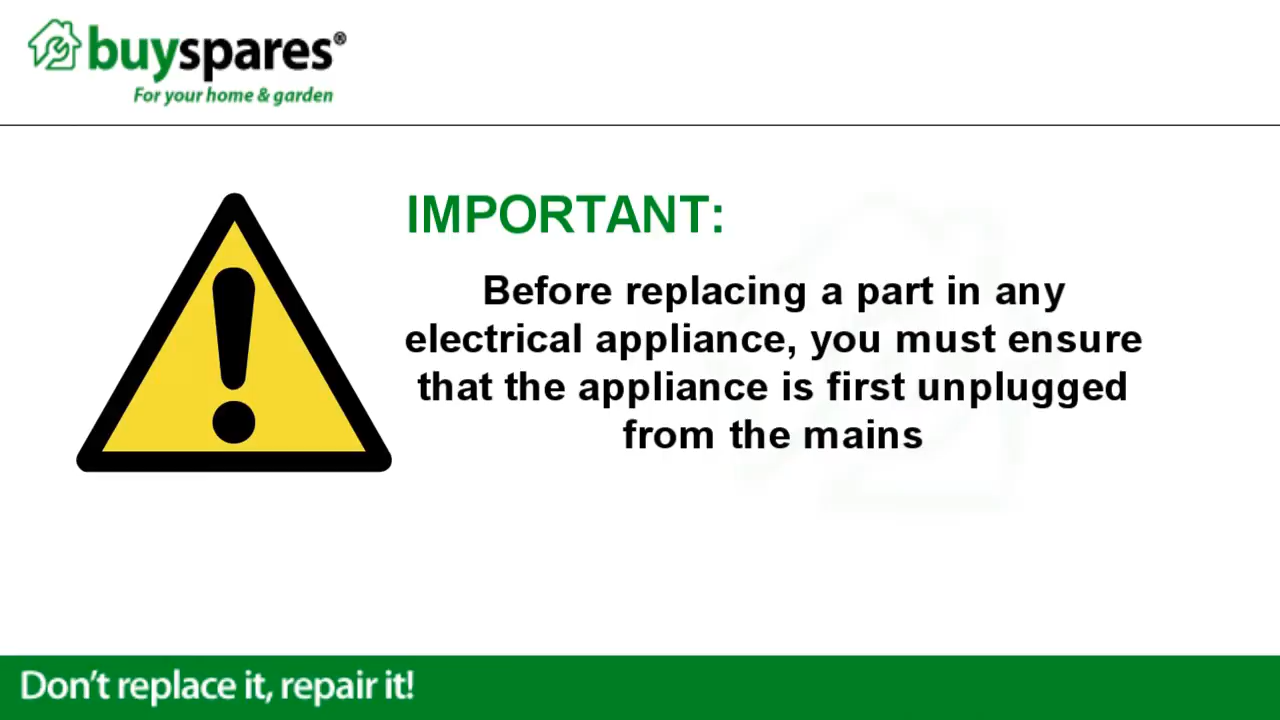 buyspares®
For your home & garden
IMPORTANT:
Before replacing a part in any
electrical appliance, you must ensure
that the appliance is first unplugged
from the mains
Don't replace it, repair it!